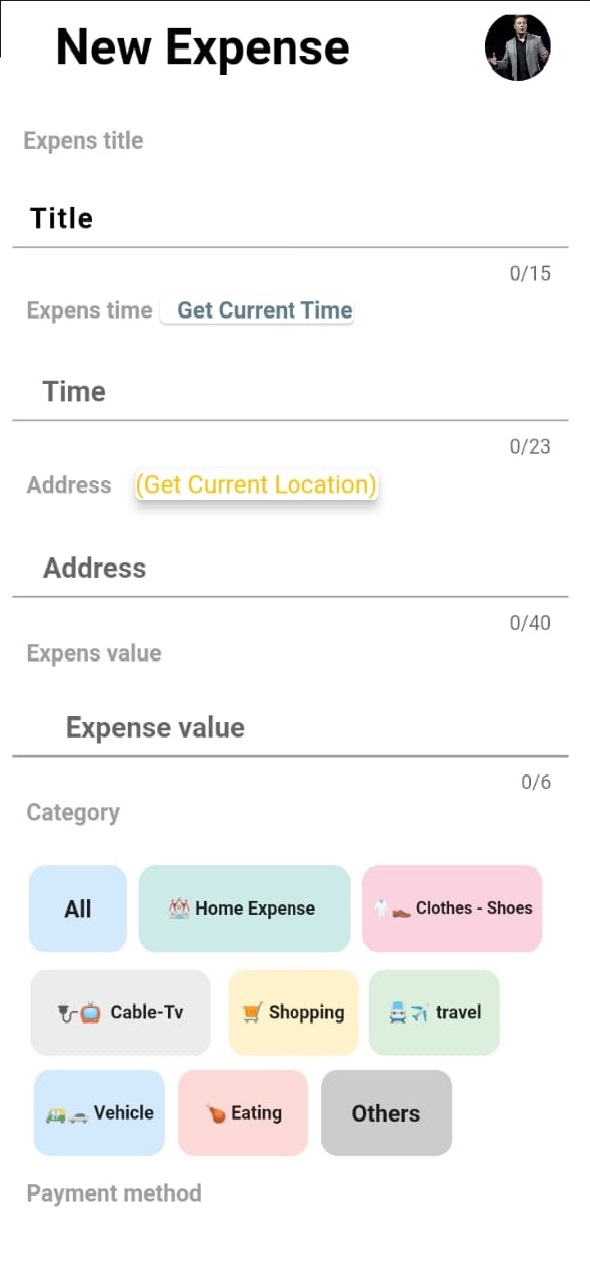 New Expense
Expens title
Title
0/15
Expens time Get Current Time
Time
0/23
Address (Get Current Location)
Address
0/40
Expens value
Expense value
0/6
Category
All Home Expense Clothes - Shoes
Cable-Tv Shopping travel
Vehicle Eating Others
Payment method